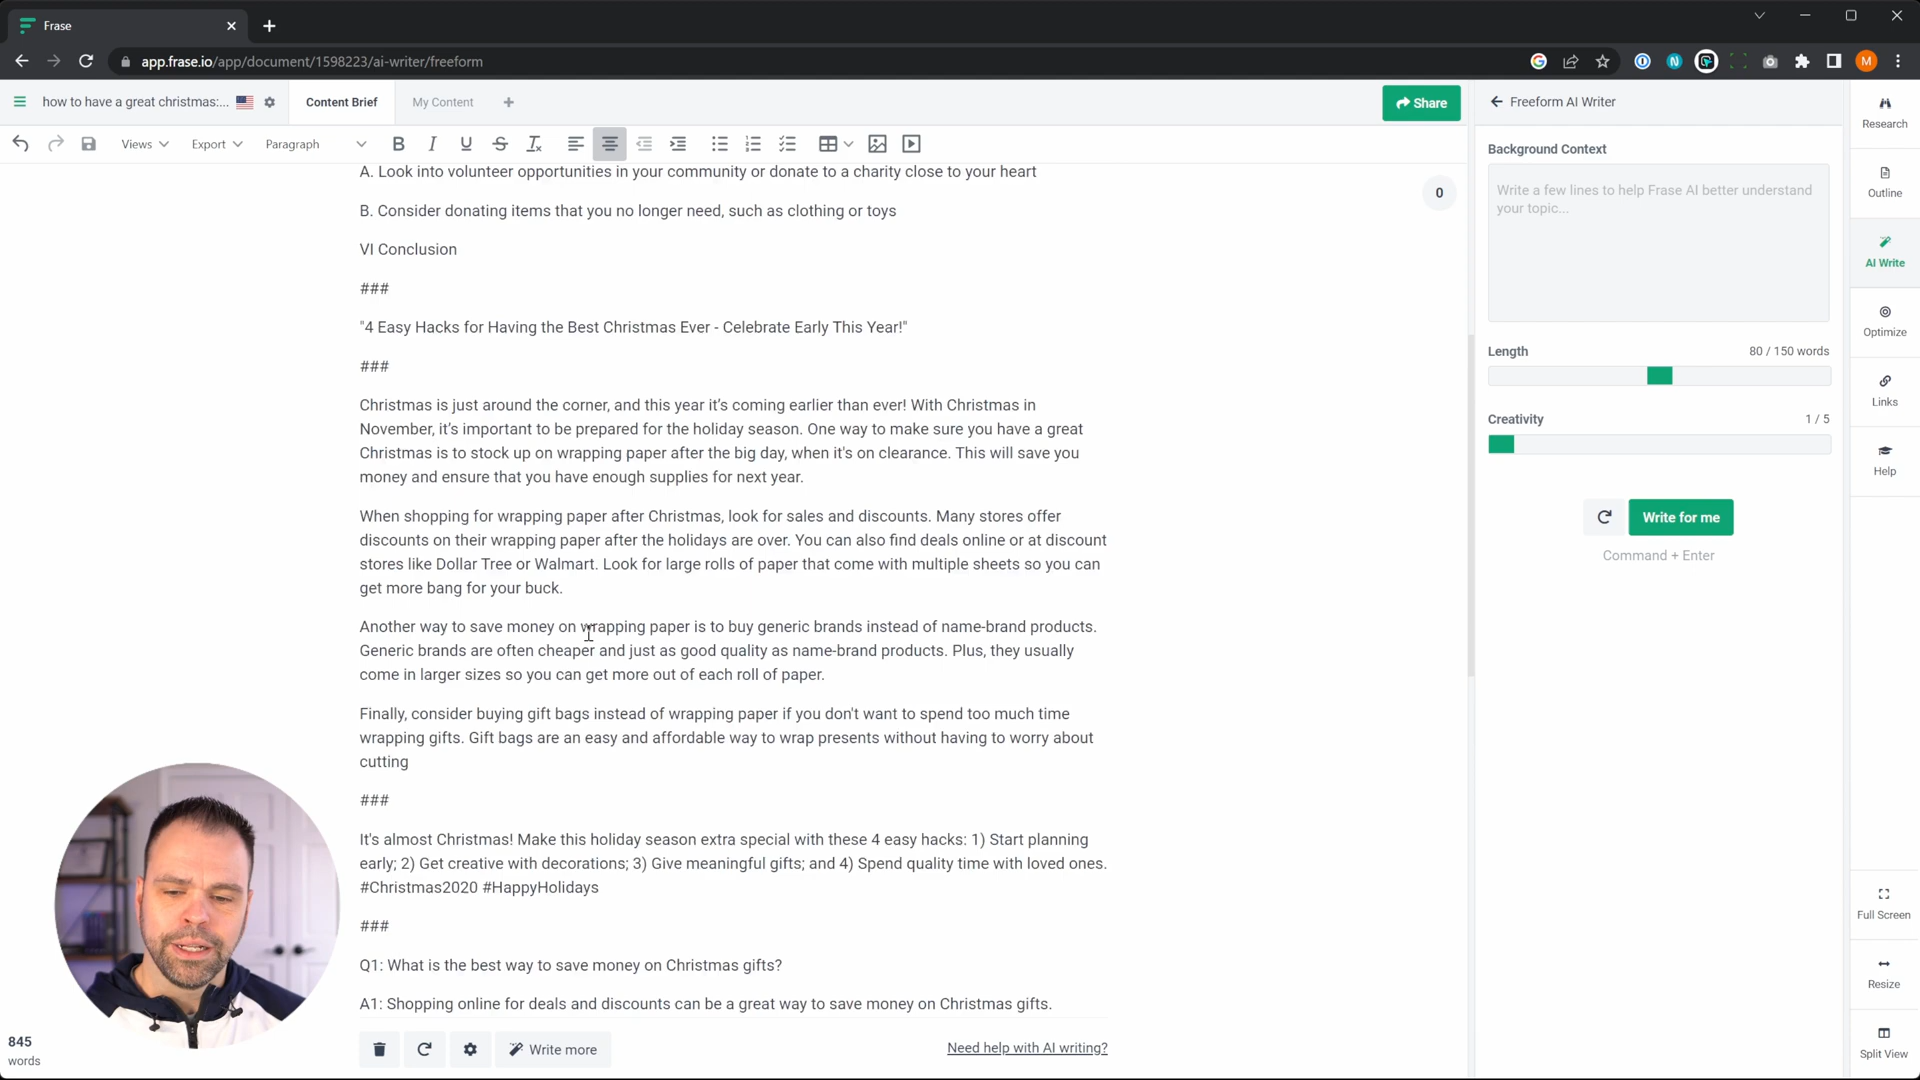 Frase
app.frase.io/app/document/1598223/ai-writer/freeform
M
how to have a great christmas:...
Content Brief
My Content
Share
Views
Export
Paragraph
A. Look into volunteer opportunities in your community or donate to a charity close to your heart
B. Consider donating items that you no longer need, such as clothing or toys
VI Conclusion
###
"4 Easy Hacks for Having the Best Christmas Ever - Celebrate Early This Year!"
###
Christmas is just around the corner, and this year it's coming earlier than ever! With Christmas in
November, it's important to be prepared for the holiday season. One way to make sure you have a great
Christmas is to stock up on wrapping paper after the big day, when it's on clearance. This will save you
money and ensure that you have enough supplies for next year.
When shopping for wrapping paper after Christmas, look for sales and discounts. Many stores offer
discounts on their wrapping paper after the holidays are over. You can also find deals online or at discount
stores like Dollar Tree or Walmart. Look for large rolls of paper that come with multiple sheets so you can
get more bang for your buck.
Another way to save money on wrapping paper is to buy generic brands instead of name-brand products.
Generic brands are often cheaper and just as good quality as name-brand products. Plus, they usually
come in larger sizes so you can get more out of each roll of paper.
Finally, consider buying gift bags instead of wrapping paper if you don't want to spend too much time
wrapping gifts. Gift bags are an easy and affordable way to wrap presents without having to worry about
cutting
###
It's almost Christmas! Make this holiday season extra special with these 4 easy hacks: 1) Start planning
early; 2) Get creative with decorations; 3) Give meaningful gifts; and 4) Spend quality time with loved ones.
#Christmas2020 #HappyHolidays
###
Q1: What is the best way to save money on Christmas gifts?
A1: Shopping online for deals and discounts can be a great way to save money on Christmas gifts.
Write more
Need help with AI writing?
845
words
0
Freeform AI Writer
Background Context
Write a few lines to help Frase AI better understand
your topic...
Length
80 / 150 words
Creativity
1 / 5
Write for me
Command + Enter
Research
Outline
AI Write
Optimize
Links
Help
Full Screen
Resize
Split View